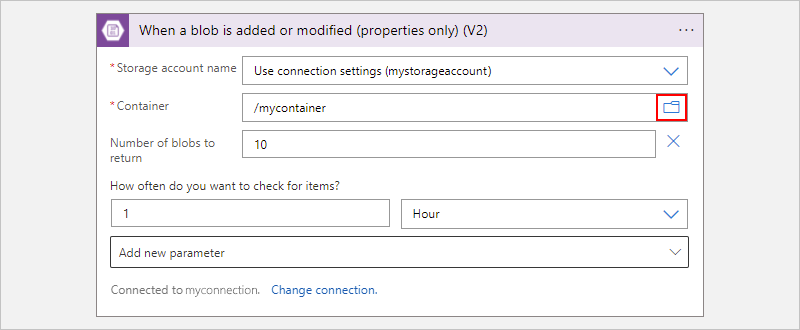 When a blob is added or modified (properties only) (V2)
* Storage account name
Use connection settings (mystorageaccount)
* Container
/mycontainer
Number of blobs to
return
10
How often do you want to check for items?
1
Hour
Add new parameter
Connected to myconnection. Change connection.